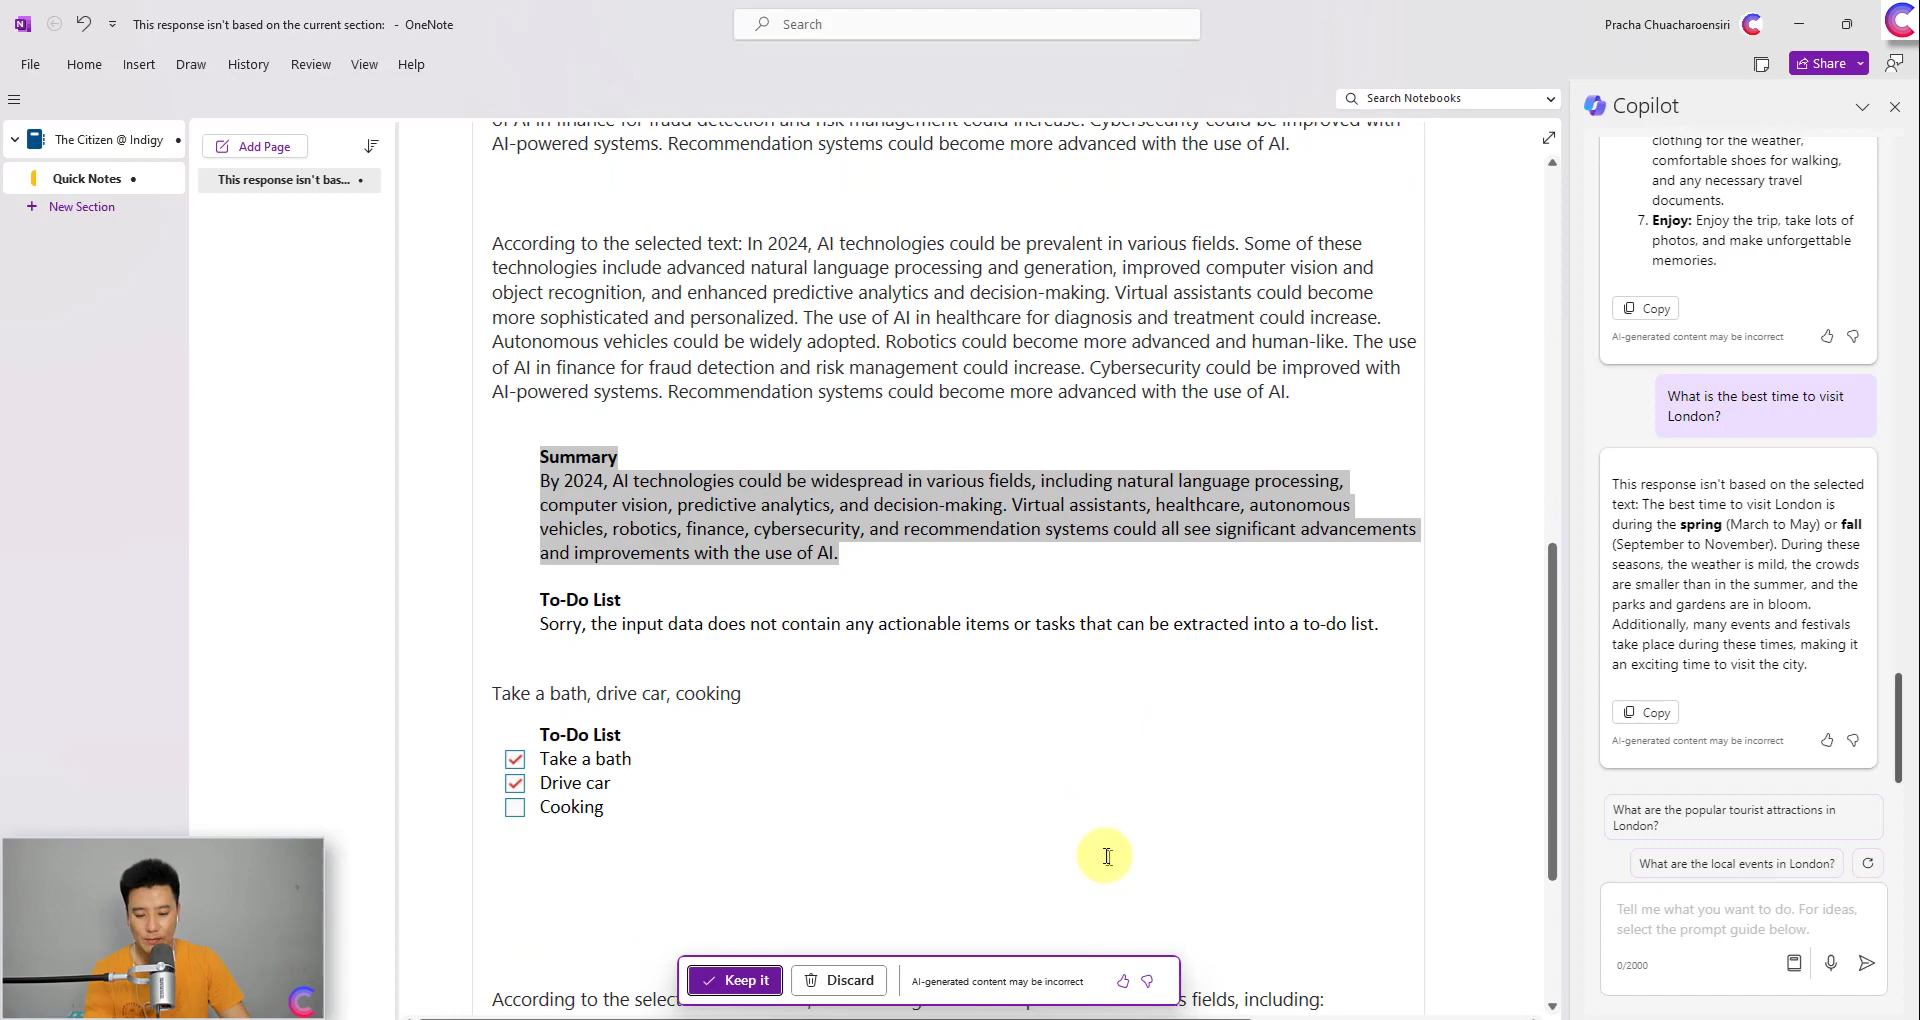 This response isn't based on the current section: - OneNote
Search
Pracha Chuacharoensiri
File Home Insert Draw History Review View Help
Share
Search Notebooks
The Citizen @ Indigy
Quick Notes
New Section
Add Page
This response isn't bas...
of AI in finance for fraud detection and risk management could increase. Cybersecurity could be improved with
AI-powered systems. Recommendation systems could become more advanced with the use of AI.
According to the selected text: In 2024, AI technologies could be prevalent in various fields. Some of these
technologies include advanced natural language processing and generation, improved computer vision and
object recognition, and enhanced predictive analytics and decision-making. Virtual assistants could become
more sophisticated and personalized. The use of AI in healthcare for diagnosis and treatment could increase.
Autonomous vehicles could be widely adopted. Robotics could become more advanced and human-like. The use
of AI in finance for fraud detection and risk management could increase. Cybersecurity could be improved with
AI-powered systems. Recommendation systems could become more advanced with the use of AI.
Summary
By 2024, AI technologies could be widespread in various fields, including natural language processing,
computer vision, predictive analytics, and decision-making. Virtual assistants, healthcare, autonomous
vehicles, robotics, finance, cybersecurity, and recommendation systems could all see significant advancements
and improvements with the use of AI.
To-Do List
Sorry, the input data does not contain any actionable items or tasks that can be extracted into a to-do list.
Take a bath, drive car, cooking
To-Do List
Take a bath
Drive car
Cooking
Keep it
Discard
AI-generated content may be incorrect
According to the selec
s fields, including:
Copilot
clothing for the weather,
comfortable shoes for walking,
and any necessary travel
documents.
7. Enjoy: Enjoy the trip, take lots of
photos, and make unforgettable
memories.
Copy
AI-generated content may be incorrect
What is the best time to visit
London?
This response isn't based on the selected
text: The best time to visit London is
during the spring (March to May) or fall
(September to November). During these
seasons, the weather is mild, the crowds
are smaller than in the summer, and the
parks and gardens are in bloom.
Additionally, many events and festivals
take place during these times, making it
an exciting time to visit the city.
Copy
AI-generated content may be incorrect
What are the popular tourist attractions in
London?
What are the local events in London?
Tell me what you want to do. For ideas,
select the prompt guide below.
0/2000